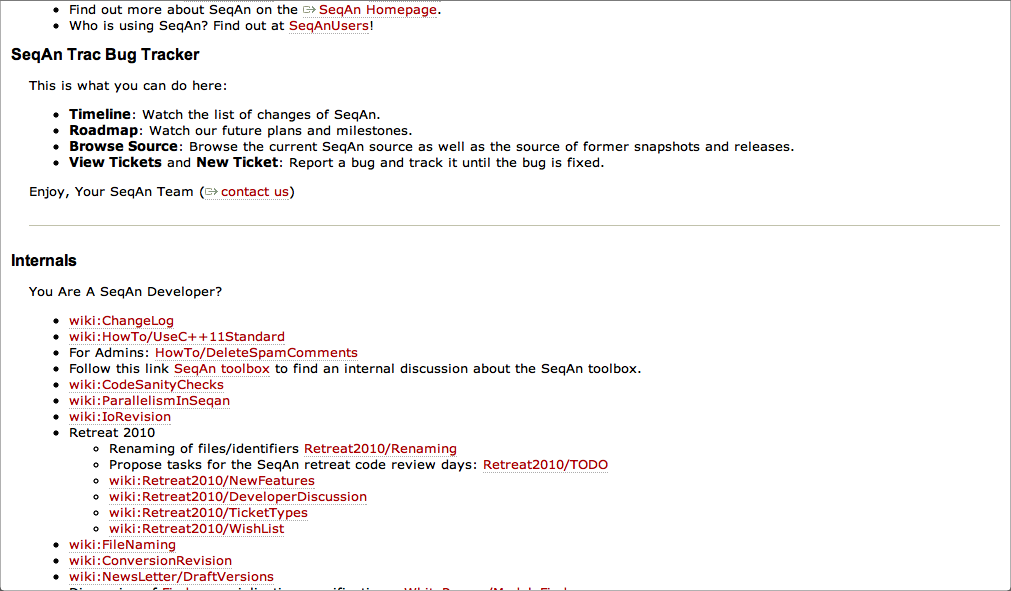 Find out more about SeqAn on the SeqAn Homepage.
Who is using SeqAn? Find out at SeqAnUsers!
SeqAn Trac Bug Tracker
This is what you can do here:
Timeline: Watch the list of changes of SeqAn.
Roadmap: Watch our future plans and milestones.
Browse Source: Browse the current SeqAn source as well as the source of former snapshots and releases.
View Tickets and New Ticket: Report a bug and track it until the bug is fixed.
Enjoy, Your SeqAn Team (contact us)
Internals
You Are A SeqAn Developer?
wiki:ChangeLog
wiki:HowTo/UseC++11Standard
For Admins: HowTo/DeleteSpamComments
Follow this link SeqAn toolbox to find an internal discussion about the SeqAn toolbox.
wiki:CodeSanityChecks
wiki:ParallelismInSeqan
wiki:IoRevision
Retreat 2010
Renaming of files/identifiers Retreat2010/Renaming
Propose tasks for the SeqAn retreat code review days: Retreat2010/TODO
wiki:Retreat2010/NewFeatures
wiki:Retreat2010/DeveloperDiscussion
wiki:Retreat2010/TicketTypes
wiki:Retreat2010/WishList
wiki:FileNaming
wiki:ConversionRevision
wiki:NewsLetter/DraftVersions